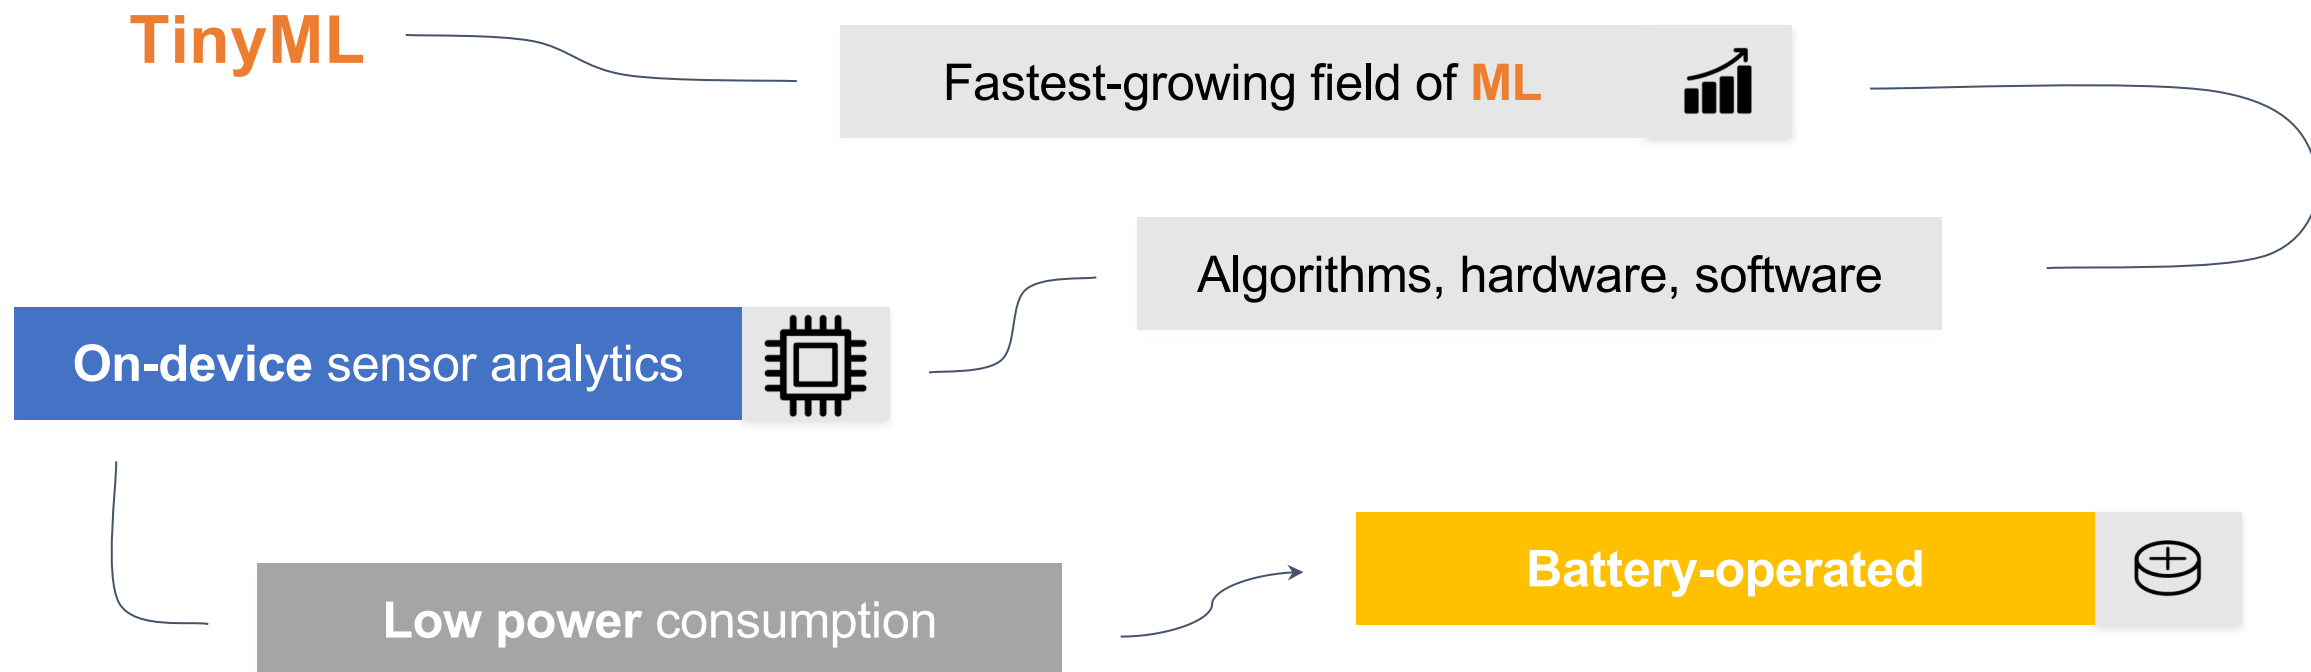 TinyML
Fastest-growing field of ML
Algorithms, hardware, software
On-device sensor analytics
Low power consumption
Battery-operated